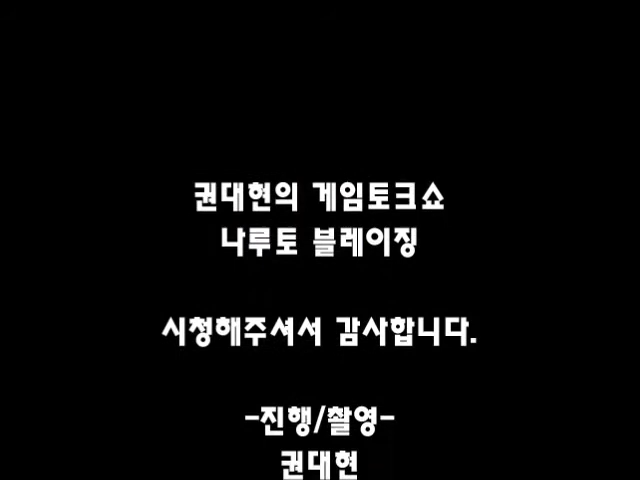 권대현의 게임토크쇼
나루토 블레이징
시청해주셔서 감사합니다.
-진행/촬영-
권대현